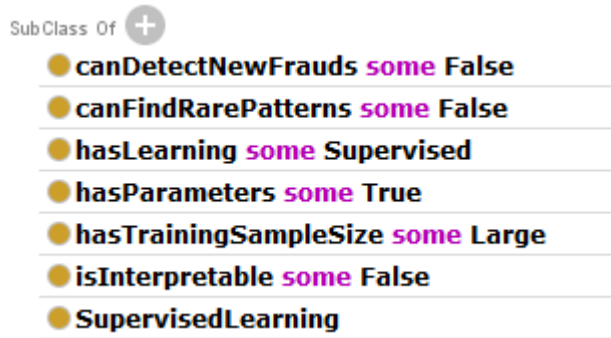 SubClass Of
canDetectNewFrauds some False
canFindRarePatterns some False
hasLearning some Supervised
hasParameters some True
hasTrainingSampleSize some Large
isInterpretable some False
SupervisedLearning